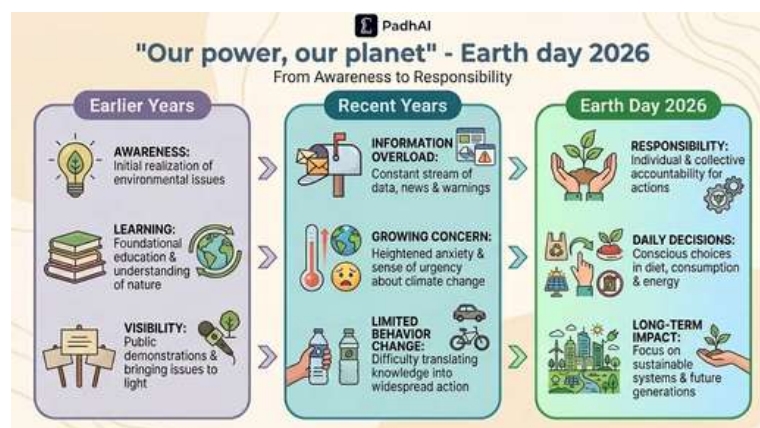 PadhAI
"Our power, our planet" - Earth day 2026
From Awareness to Responsibility
Earlier Years
AWARENESS:
Initial realization of
environmental issues
LEARNING:
Foundational
education &
understanding
of nature
VISIBILITY:
Public
demonstrations &
bringing issues to
light
Recent Years
INFORMATION
OVERLOAD:
Constant stream of
data, news & warnings
GROWING CONCERN:
Heightened anxiety &
sense of urgency
about climate change
LIMITED
BEHAVIOR
CHANGE:
Difficulty translating
knowledge into
widespread action
Earth Day 2026
RESPONSIBILITY:
Individual & collective
accountability for
actions
DAILY DECISIONS:
Conscious choices
in diet, consumption
& energy
LONG-TERM
IMPACT:
Focus on
sustainable
systems & future
generations